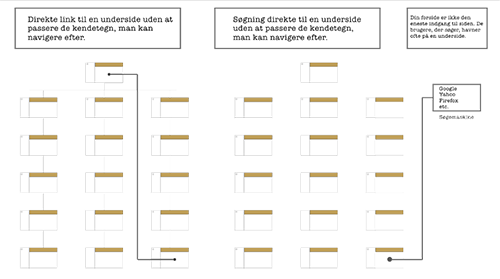 Direkte link til en underside uden at
passere de kendetegn, man kan
navigere efter.
Søgning direkte til en underside
uden at passere de kendetegn,
man kan navigere efter.
Din forside er ikke den
eneste indgang til siden. De
brugere, der søger, havner
ofte på en underside.
Google
Yahoo
Firefox
etc.
Søgemaskine